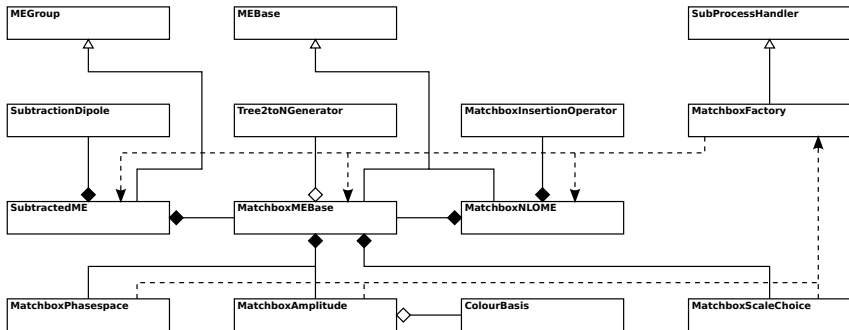 MEGroup
MEBase
SubProcessHandler
SubtractionDipole
Tree2toNGenerator
MatchboxInsertionOperator
MatchboxFactory
SubtractedME
MatchboxMEBase
MatchboxNLOME
MatchboxPhasespace
MatchboxAmplitude
ColourBasis
MatchboxScaleChoice